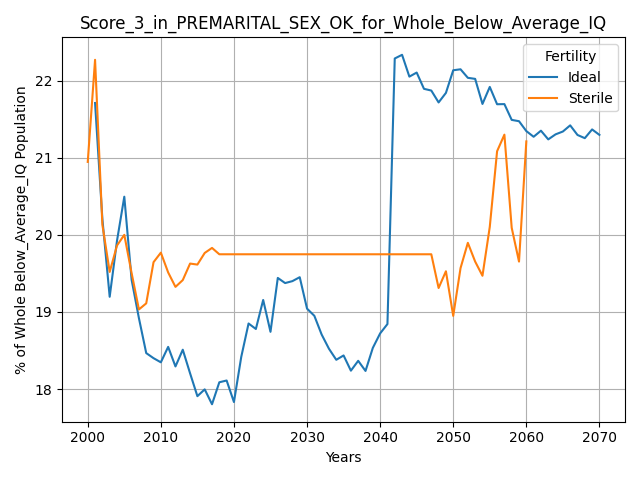 Score_3_in_PREMARITAL_SEX_OK_for_Whole_Below_Average_IQ
Fertility
Ideal
Sterile
% of Whole Below_Average_IQ Population
22
21
20
19
18
2000 2010 2020 2030 2040 2050 2060 2070
Years